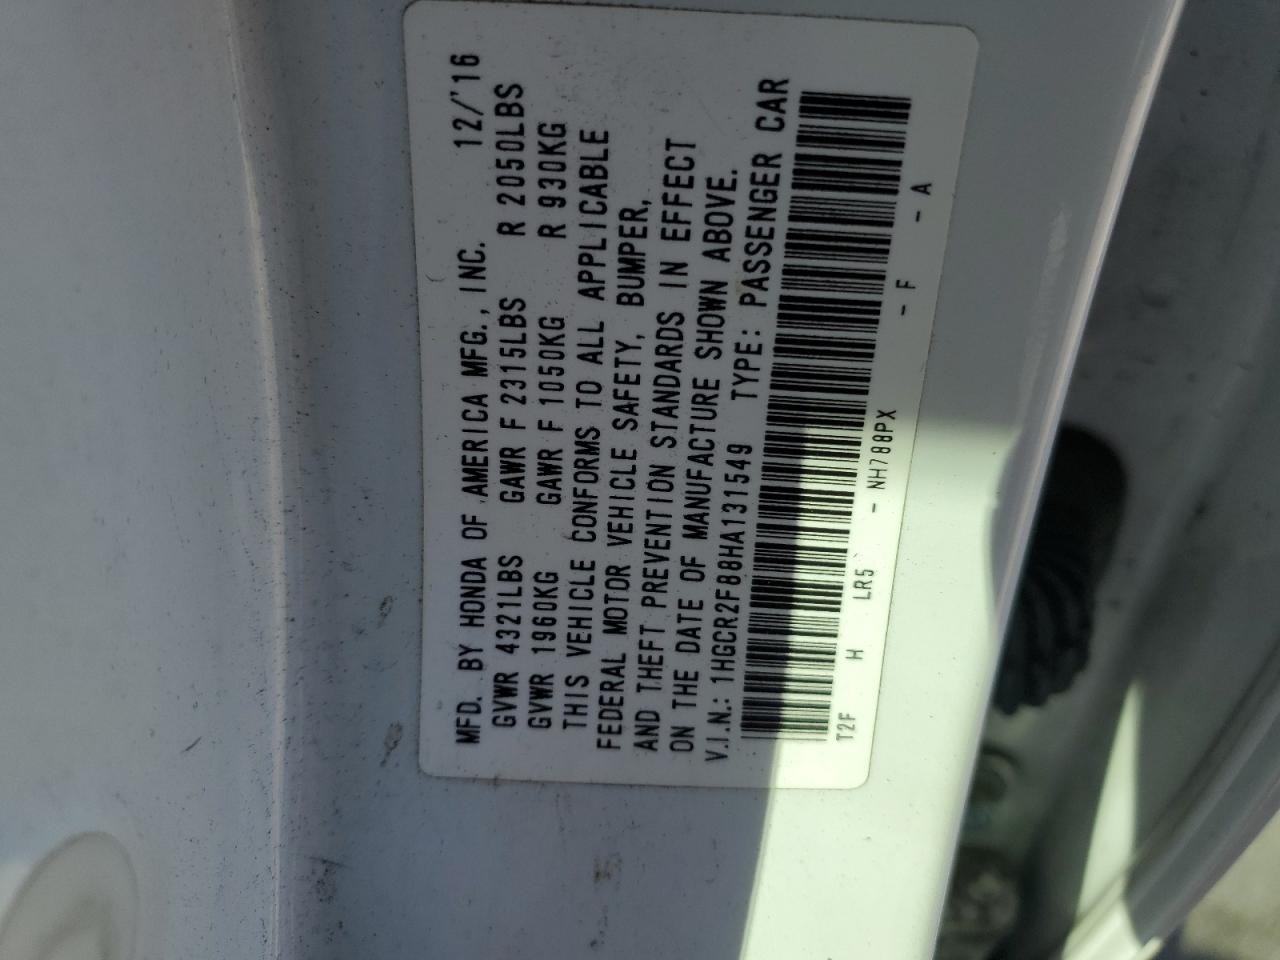 MFD. BY HONDA OF AMERICA MFG., INC. 12/'16
GVWR 4321LBS GAWR F 2315LBS R 2050LBS
GVWR 1960KG GAWR F 1050KG R 930KG
THIS VEHICLE CONFORMS TO ALL APPLICABLE
FEDERAL MOTOR VEHICLE SAFETY, BUMPER,
AND THEFT PREVENTION STANDARDS IN EFFECT
ON THE DATE OF MANUFACTURE SHOWN ABOVE.
V.I.N.: 1HGCR2F88HA131549 TYPE: PASSENGER CAR
T2F H LR5 - NH788PX - F - A